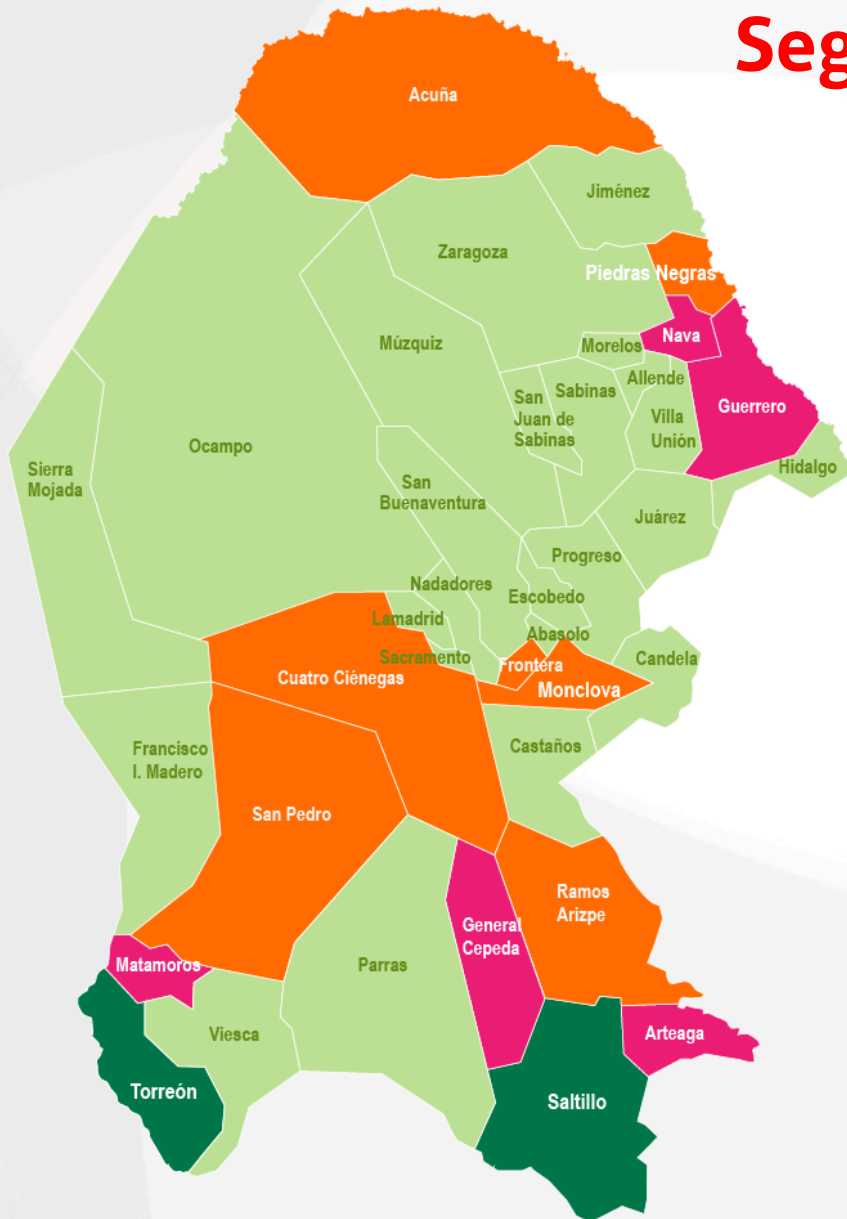 Seg
Acuña
Jiménez
Zaragoza
Piedras Negras
Nava
Múzquiz
Morelos
Allende
Sabinas
San
Juan de
Sabinas
Guerrero
Villa
Unión
Ocampo
Hidalgo
Sierra
Mojada
San
Buenaventura
Juárez
Progreso
Nadadores
Escobedo
Lamadrid
Abasolo
Sacramento
Frontera
Candela
Cuatro Ciénegas
Monclova
Castaños
Francisco
I. Madero
San Pedro
Ramos
Arizpe
General
Cepeda
Matamoros
Parras
Viesca
Arteaga
Torreón
Saltillo